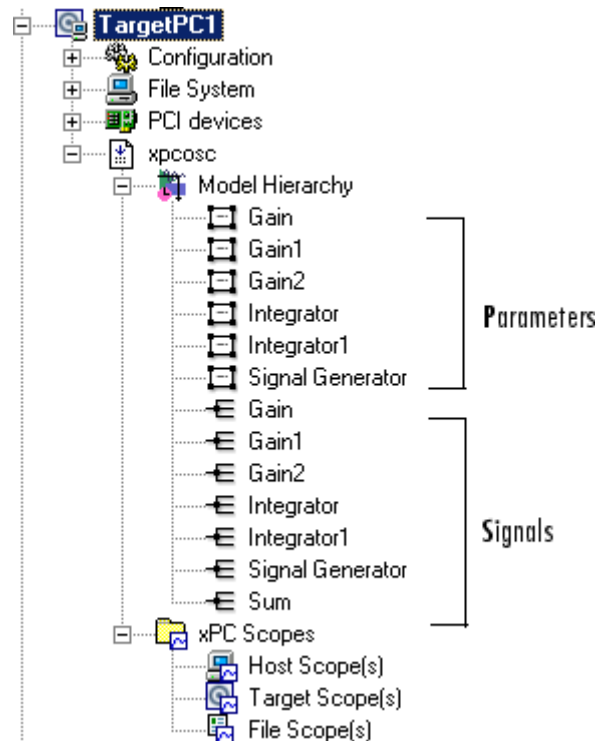 TargetPC1
Configuration
File System
PCI devices
xpcosc
Model Hierarchy
Gain
Gain1
Gain2
Integrator
Integrator1
Signal Generator
Parameters
Gain
Gain1
Gain2
Integrator
Integrator1
Signal Generator
Sum
Signals
xPC Scopes
Host Scope(s)
Target Scope(s)
File Scope(s)